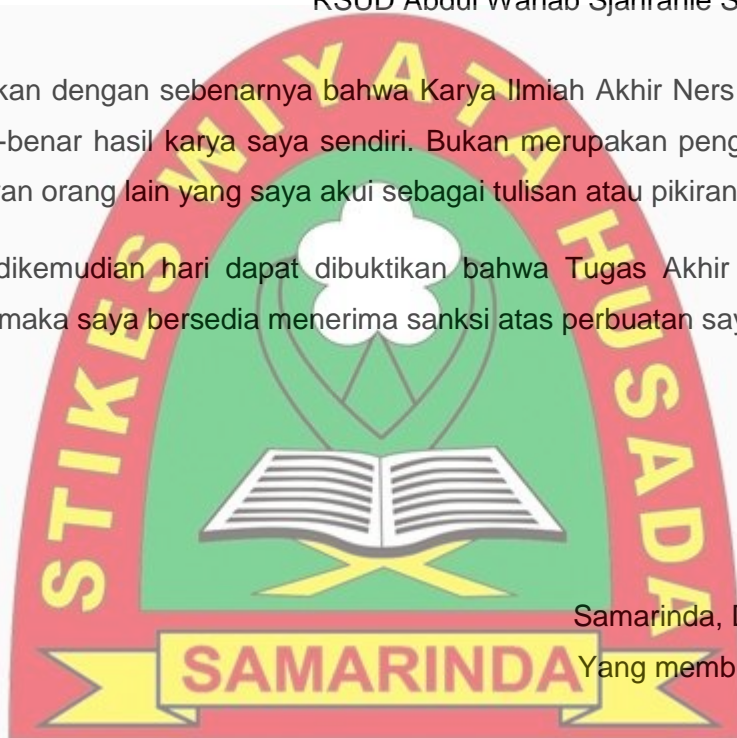 RSUD Abdul Wahab Sjahranie S
kan dengan sebenarnya bahwa Karya Ilmiah Akhir Ners
-benar hasil karya saya sendiri. Bukan merupakan peng
ran orang lain yang saya akui sebagai tulisan atau pikiran
dikemudian hari dapat dibuktikan bahwa Tugas Akhir
maka saya bersedia menerima sanksi atas perbuatan say
STIKES WIYATA HUSADA
Samarinda, D
SAMARINDA
Yang memb